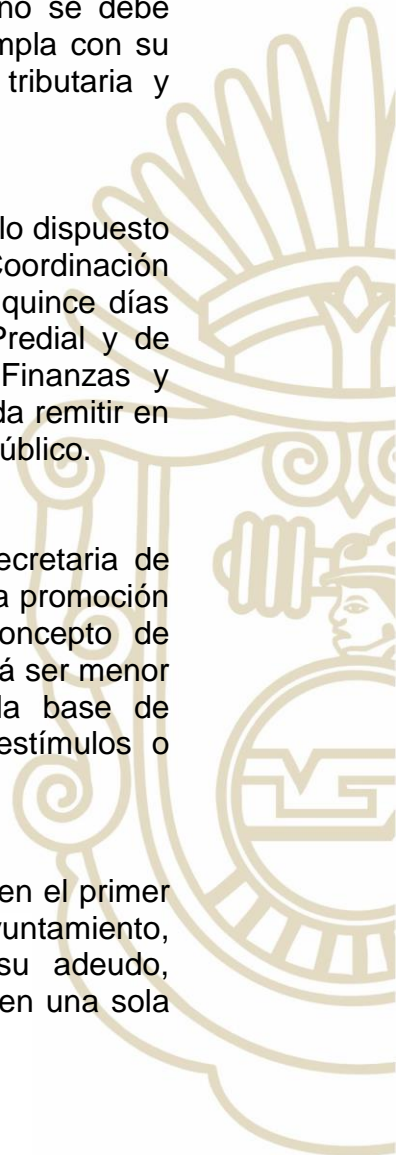 no se debe
mpla con su
tributaria y
lo dispuesto
Coordinación
quince días
Predial y de
Finanzas y
da remitir en
úblico.
ecretaria de
a promoción
oncepto de
á ser menor
la base de
estímulos o
en el primer
yuntamiento,
su adeudo,
en una sola